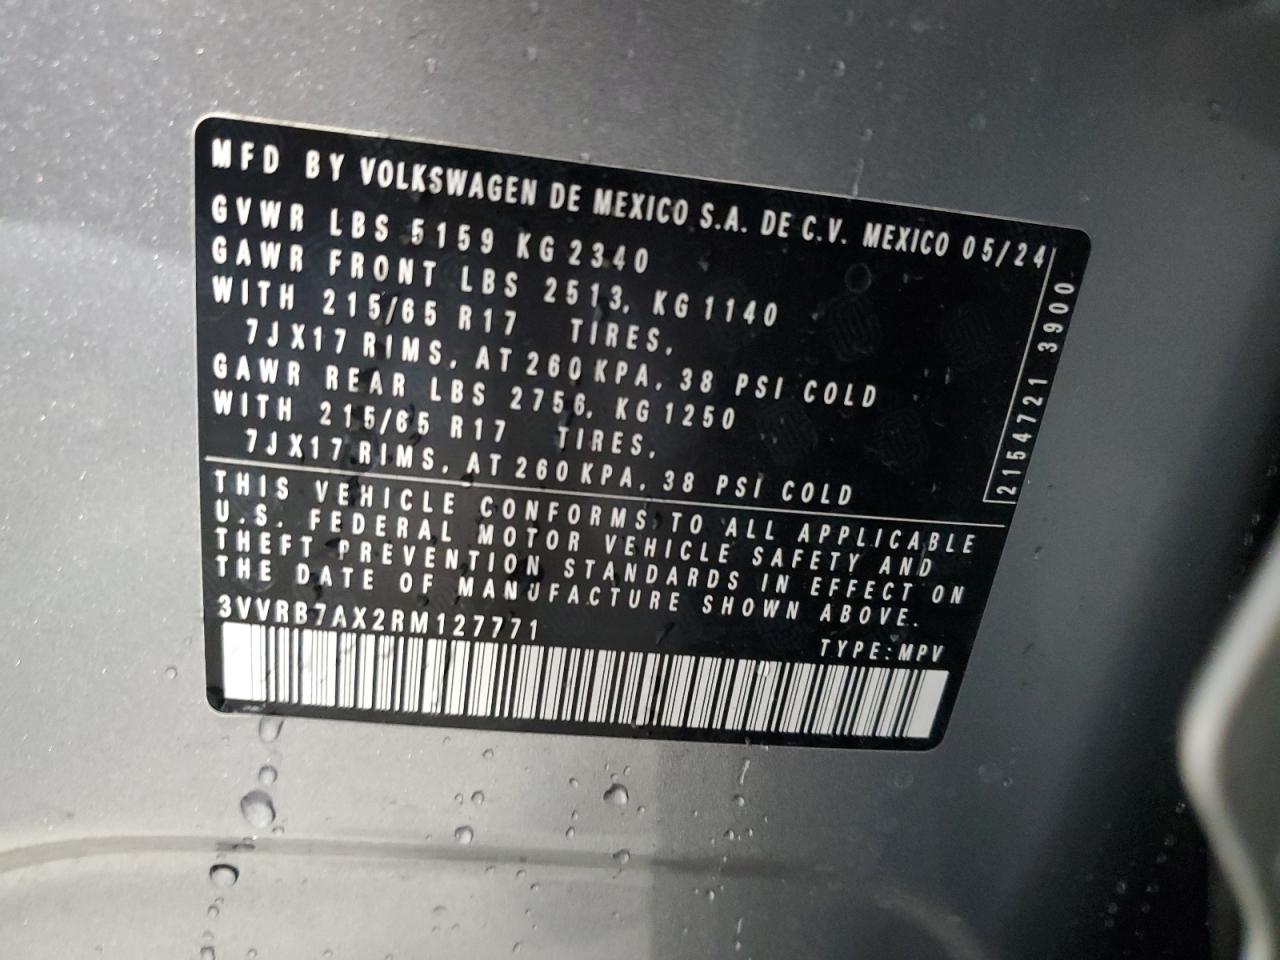 MFD BY VOLKSWAGEN DE MEXICO S.A. DE C.V. MEXICO 05/24
GVWR LBS 5159 KG 2340
GAWR FRONT LBS 2513, KG 1140
WITH 215/65 R17 TIRES,
7JX17 RIMS, AT 260 KPA, 38 PSI COLD
GAWR REAR LBS 2756, KG 1250
WITH 215/65 R17 TIRES,
7JX17 RIMS, AT 260 KPA, 38 PSI COLD
2154721 3900
THIS VEHICLE CONFORMS TO ALL APPLICABLE
U.S. FEDERAL MOTOR VEHICLE SAFETY AND
THEFT PREVENTION STANDARDS IN EFFECT ON
THE DATE OF MANUFACTURE SHOWN ABOVE.
3VVRB7AX2RM127771
TYPE:MPV